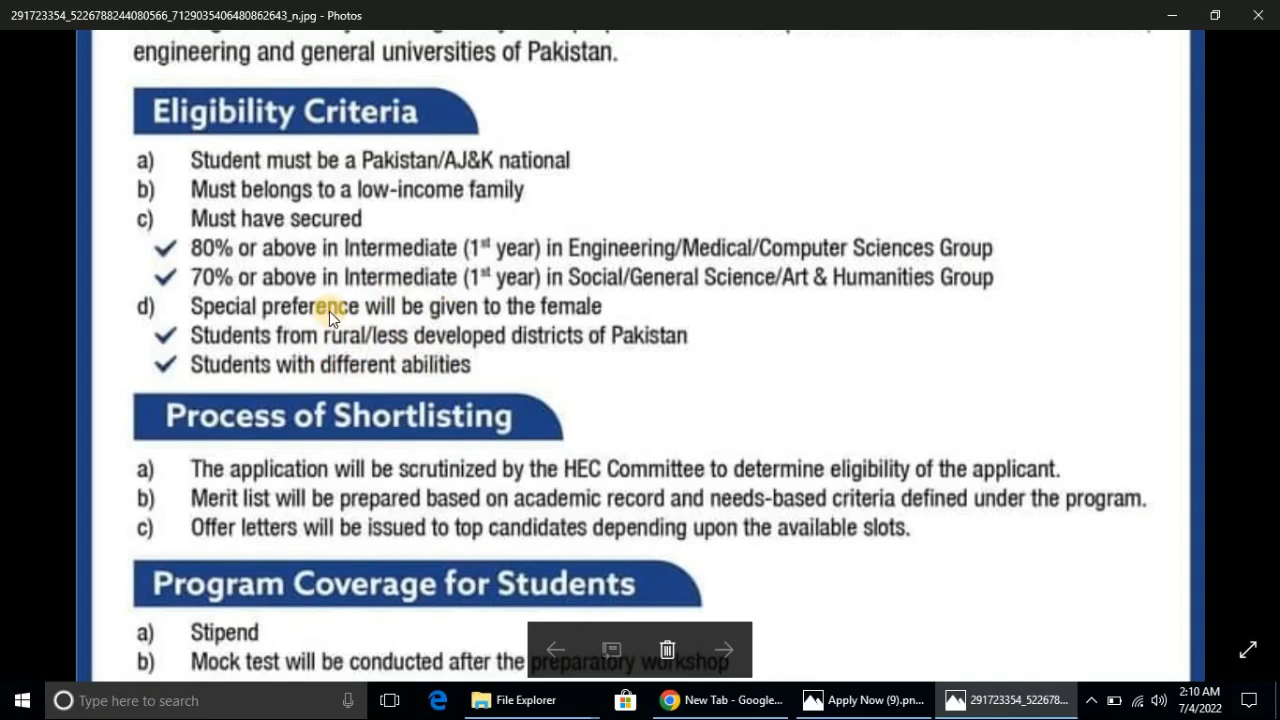 291723354_5226788244080566_7129035406480862643_n.jpg - Photos
engineering and general universities of Pakistan.
Eligibility Criteria
a) Student must be a Pakistan/AJ&K national
b) Must belongs to a low-income family
c) Must have secured
80% or above in Intermediate (1st year) in Engineering/Medical/Computer Sciences Group
70% or above in Intermediate (1st year) in Social/General Science/Art & Humanities Group
d) Special preference will be given to the female
Students from rural/less developed districts of Pakistan
Students with different abilities
Process of Shortlisting
a) The application will be scrutinized by the HEC Committee to determine eligibility of the applicant.
b) Merit list will be prepared based on academic record and needs-based criteria defined under the program.
c) Offer letters will be issued to top candidates depending upon the available slots.
Program Coverage for Students
a) Stipend
b) Mock test will be conducted after the preparatory workshop
Type here to search
File Explorer
New Tab - Google...
Apply Now (9).pn...
291723354_522678...
2:10 AM
7/4/2022